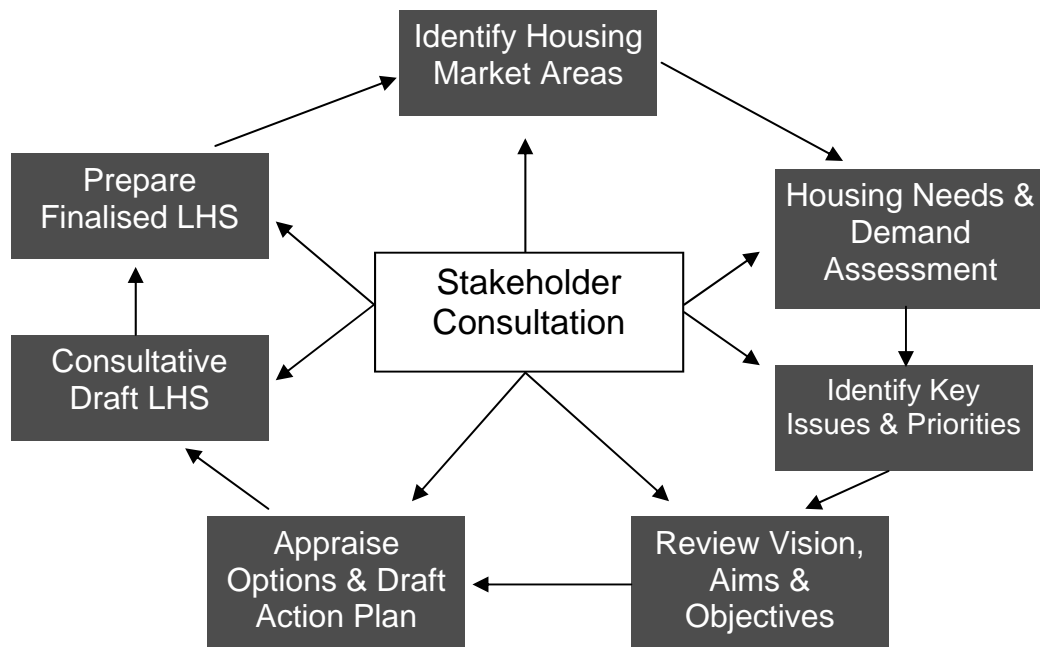 Identify Housing
Market Areas
Housing Needs &
Demand
Assessment
Identify Key
Issues & Priorities
Review Vision,
Aims &
Objectives
Appraise
Options & Draft
Action Plan
Consultative
Draft LHS
Prepare
Finalised LHS
Stakeholder
Consultation